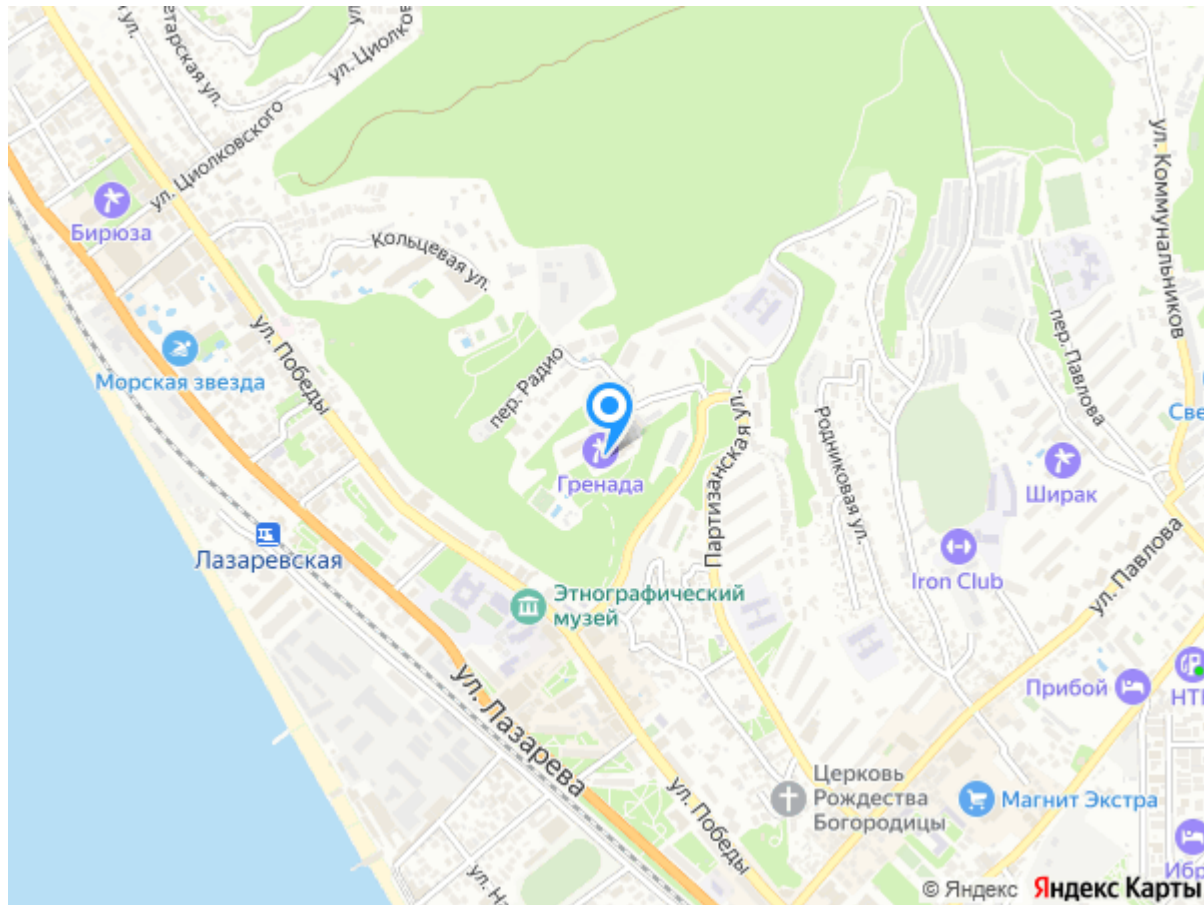 ул. Циолковского
ул. Циолковского
Бирюза
Кольцевая ул.
ул. Коммунальников
ул. Победы
Морская звезда
пер. Радио
пер. Павлова
Гренада
Партизанская ул.
Родниковая ул.
Ширак
Лазаревская
Iron Club
ул. Павлова
Этнографический
музей
Прибой
ул. Лазарева
ул. Победы
Церковь
Рождества
Богородицы
Магнит Экстра
© Яндекс Яндекс Карты